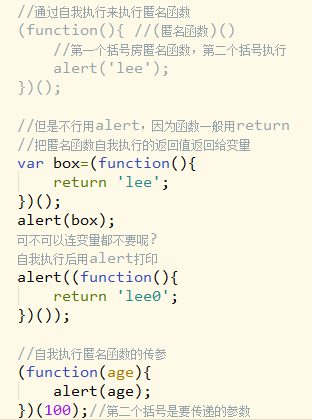 //通过自我执行来执行匿名函数
(function(){ //(匿名函数)()
//第一个括号房匿名函数，第二个括号执行
alert('lee');
})();
//但是不行用alert，因为函数一般用return
//把匿名函数自我执行的返回值返回给变量
var box=(function(){
return 'lee';
})();
alert(box);
可不可以连变量都不要呢？
自我执行后用alert打印
alert((function(){
return 'lee0';
})());
//自我执行匿名函数的传参
(function(age){
alert(age);
})(100);//第二个括号是要传递的参数